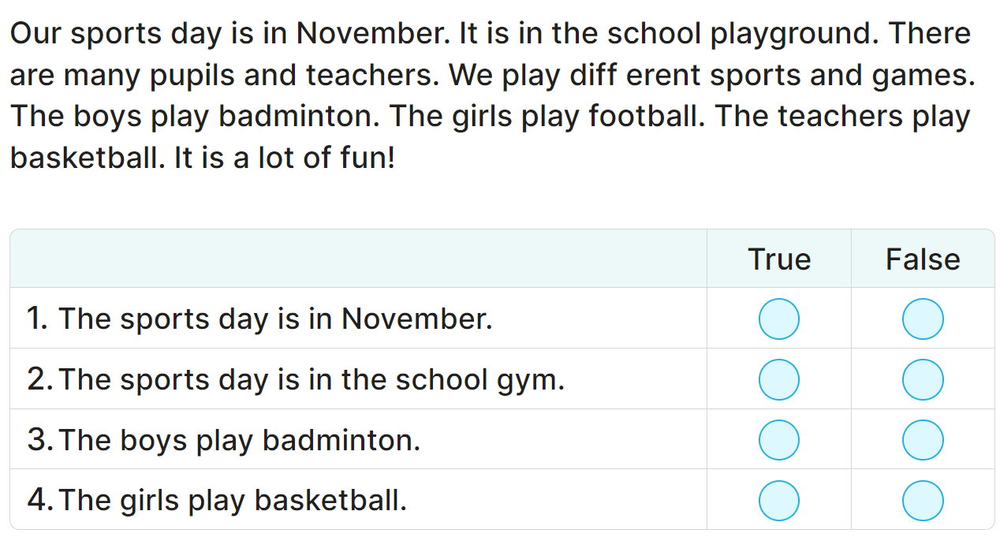 Our sports day is in November. It is in the school playground. There
are many pupils and teachers. We play diff erent sports and games.
The boys play badminton. The girls play football. The teachers play
basketball. It is a lot of fun!
True False
1. The sports day is in November.
2. The sports day is in the school gym.
3. The boys play badminton.
4. The girls play basketball.